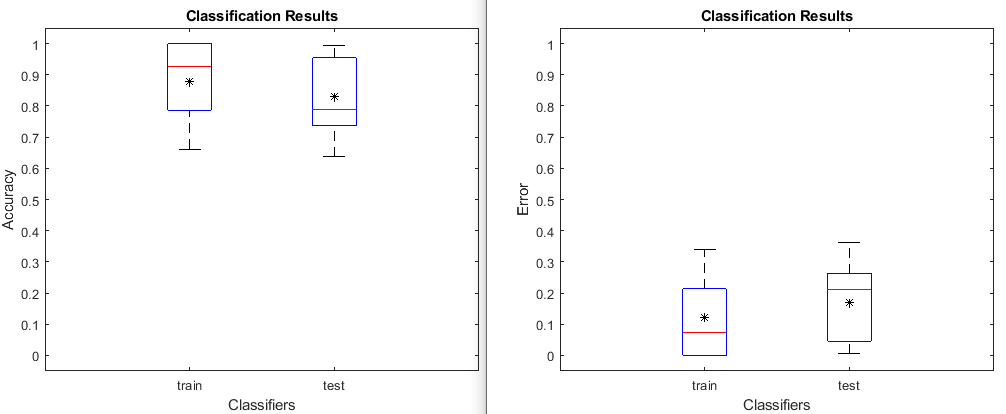 Classification Results
1
0.9
0.8
0.7
0.6
0.5
0.4
0.3
0.2
0.1
0
Accuracy
train test
Classifiers
Classification Results
1
0.9
0.8
0.7
0.6
0.5
0.4
0.3
0.2
0.1
0
Error
train test
Classifiers